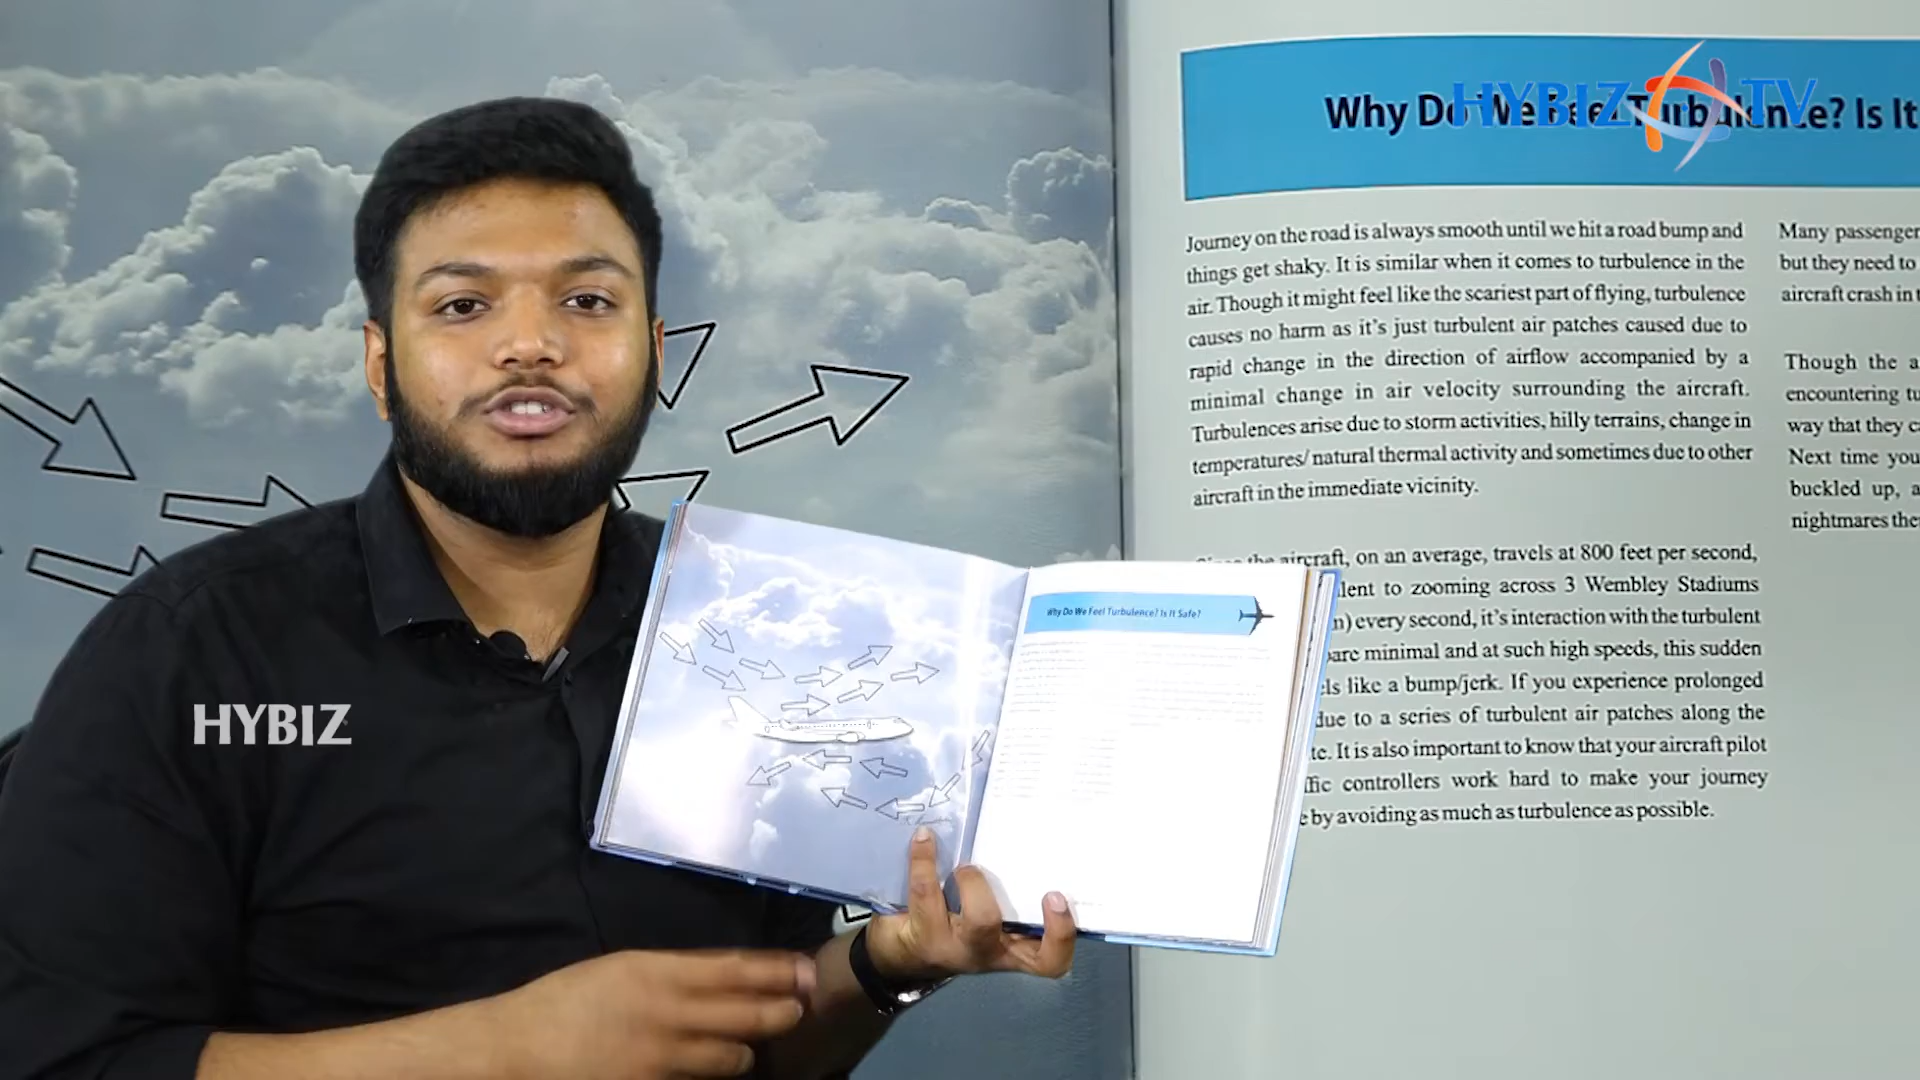 HYBIZ TV
Why Do We Feel Turbulence? Is It
Journey on the road is always smooth until we hit a road bump and
things get shaky. It is similar when it comes to turbulence in the
air. Though it might feel like the scariest part of flying, turbulence
causes no harm as it's just turbulent air patches caused due to
rapid change in the direction of airflow accompanied by a
minimal change in air velocity surrounding the aircraft.
Turbulences arise due to storm activities, hilly terrains, change in
temperatures/ natural thermal activity and sometimes due to other
aircraft in the immediate vicinity.
the aircraft, on an average, travels at 800 feet per second,
to zooming across 3 Wembley Stadiums
every second, it's interaction with the turbulent
are minimal and at such high speeds, this sudden
like a bump/jerk. If you experience prolonged
due to a series of turbulent air patches along the
It is also important to know that your aircraft pilot
controllers work hard to make your journey
by avoiding as much as turbulence as possible.
Many passenger
but they need to
aircraft crash in
Though the a
encountering tu
way that they c
Next time you
buckled up, a
nightmares the
Why Do We Feel Turbulence? Is It Safe?
HYBIZ